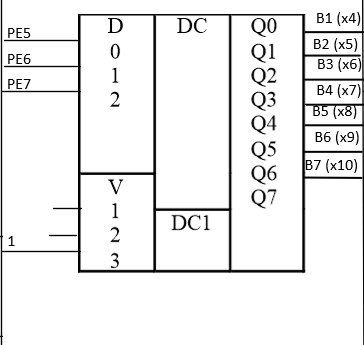 D DC Q0 B1 (x4)
PE5 0 Q1 B2 (x5)
PE6 1 Q2 B3 (x6)
PE7 2 Q3 B4 (x7)
Q4 B5 (x8)
Q5 B6 (x9)
V Q6 B7 (x10)
1 Q7
2 DC1
1 3